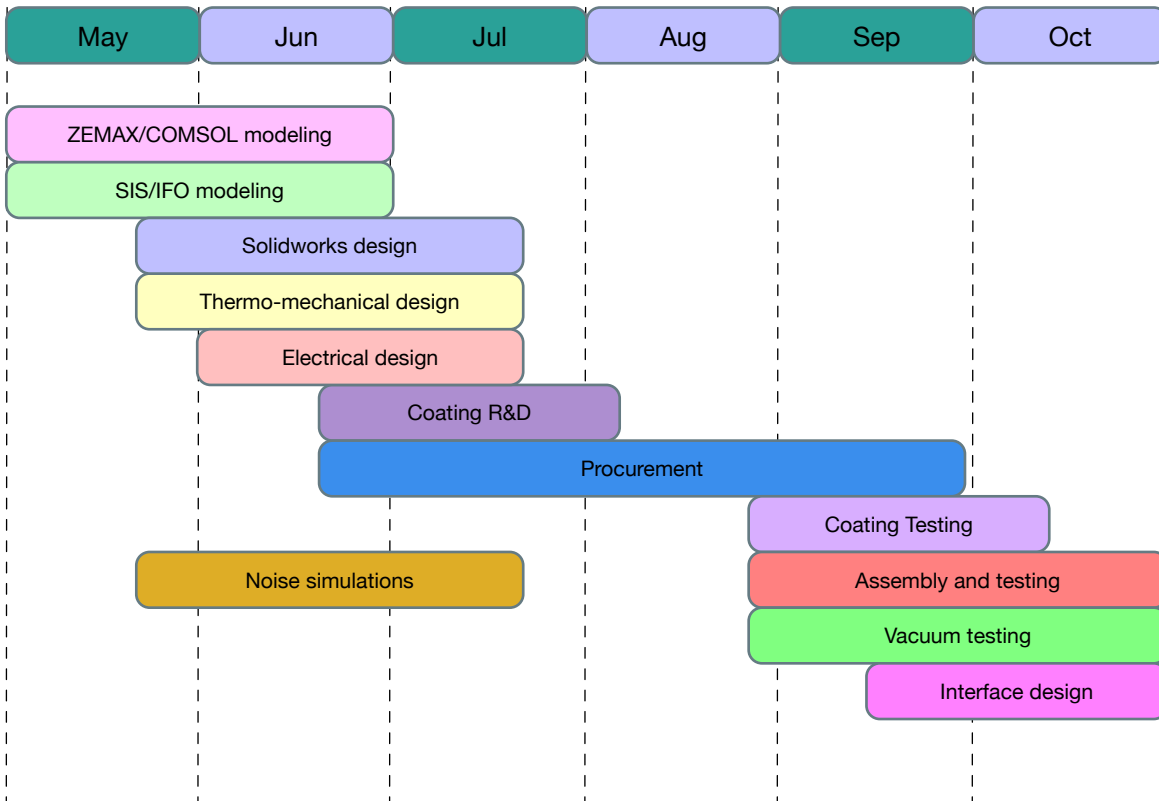 May
Jun
Jul
Aug
Sep
Oct
ZEMAX/COMSOL modeling
SIS/IFO modeling
Solidworks design
Thermo-mechanical design
Electrical design
Coating R&D
Procurement
Coating Testing
Noise simulations
Assembly and testing
Vacuum testing
Interface design